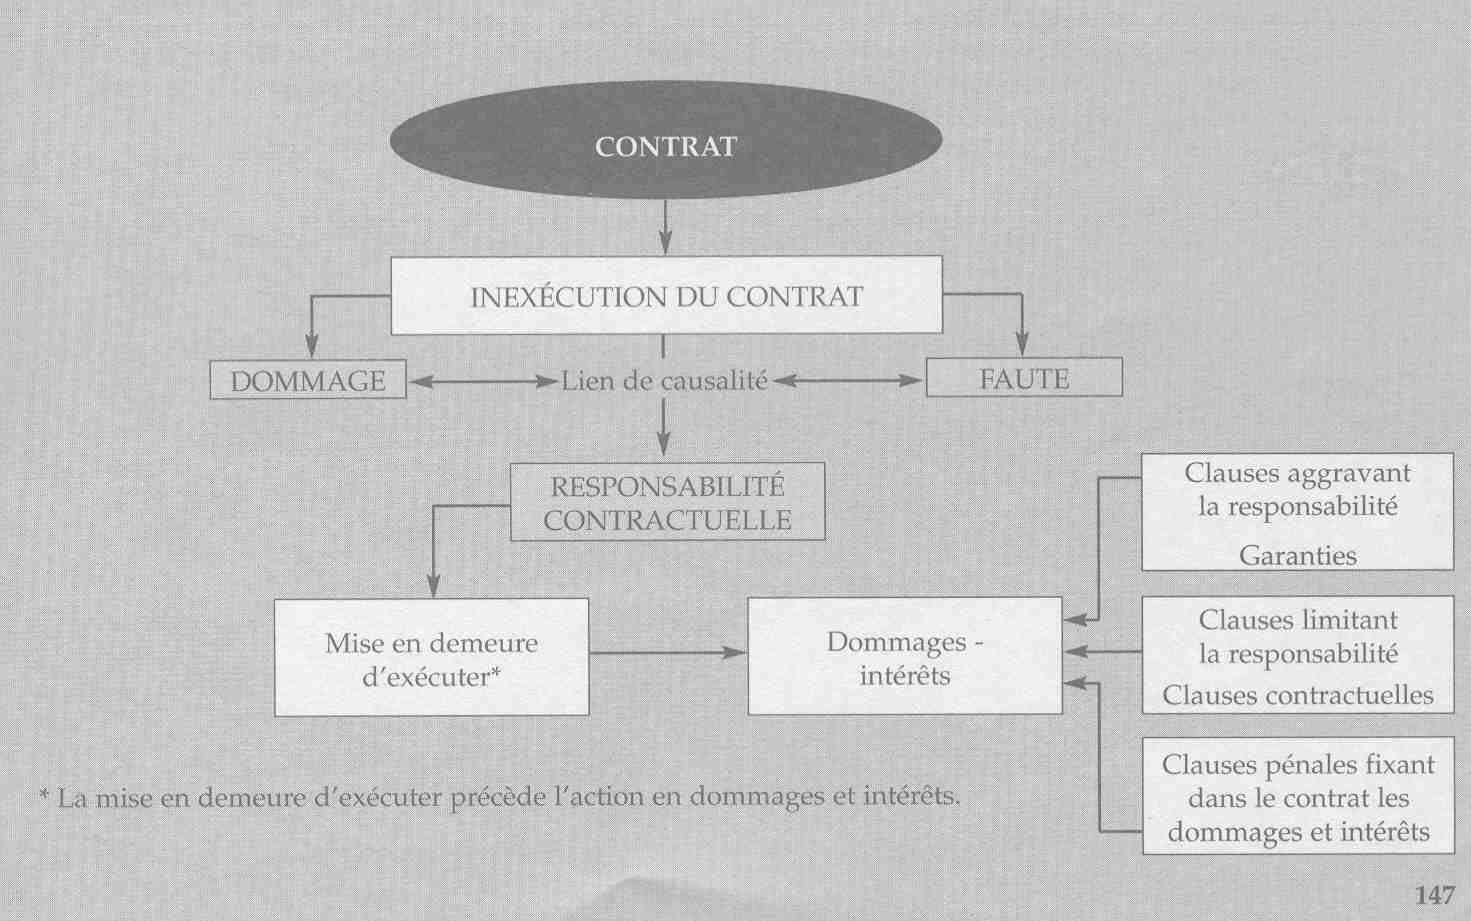 CONTRAT
INEXÉCUTION DU CONTRAT
DOMMAGE
Lien de causalité
FAUTE
RESPONSABILITÉ
CONTRACTUELLE
Mise en demeure
d'exécuter*
Dommages -
intérêts
Clauses aggravant
la responsabilité
Garanties
Clauses limitant
la responsabilité
Clauses contractuelles
Clauses pénales fixant
dans le contrat les
dommages et intérêts
* La mise en demeure d'exécuter précède l'action en dommages et intérêts.
147